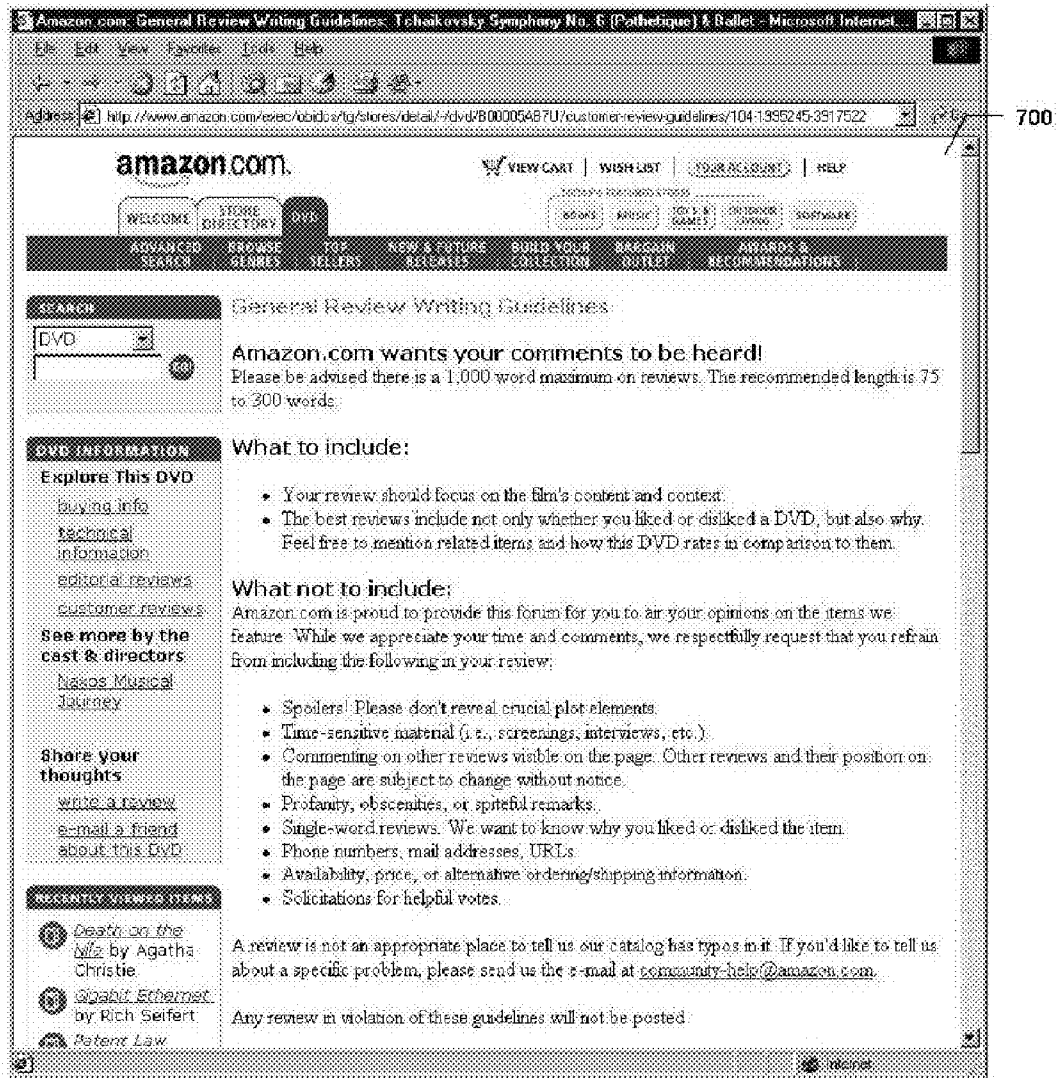 Amazon.com: General Review Writing Guidelines: Tchaikovsky Symphony No. 6 (Pathetique) & Ballet - Microsoft Internet...
File Edit View Favorites Tools Help
Address http://www.amazon.com/exec/obidos/tg/stores/detail/-/dvd/B00005AB7U/customer-review-guidelines/104-1995245-3917522
700
amazon.com.
VIEW CART | WISH LIST | YOUR ACCOUNT | HELP
WELCOME
STORE DIRECTORY
DVD
TODAY'S FEATURED STORES
BOOKS MUSIC TOYS & GAMES OUTDOOR LIVING SOFTWARE
ADVANCED SEARCH BROWSE GENRES TOP SELLERS NEW & FUTURE RELEASES BUILD YOUR COLLECTION BARGAIN OUTLET AWARDS & RECOMMENDATIONS
SEARCH
DVD
GO
DVD INFORMATION
Explore This DVD
buying info
technical
information
editorial reviews
customer reviews
See more by the
cast & directors
Naxos Musical
Journey
Share your
thoughts
write a review
e-mail a friend
about this DVD
RECENTLY VIEWED ITEMS
Death on the
Nile by Agatha
Christie
Gigabit Ethernet
by Rich Seifert
Patent Law
General Review Writing Guidelines
Amazon.com wants your comments to be heard!
Please be advised there is a 1,000 word maximum on reviews. The recommended length is 75
to 300 words.
What to include:
• Your review should focus on the film's content and context.
• The best reviews include not only whether you liked or disliked a DVD, but also why.
Feel free to mention related items and how this DVD rates in comparison to them.
What not to include:
Amazon.com is proud to provide this forum for you to air your opinions on the items we
feature. While we appreciate your time and comments, we respectfully request that you refrain
from including the following in your review:
• Spoilers! Please don't reveal crucial plot elements.
• Time-sensitive material (i.e., screenings, interviews, etc.)
• Commenting on other reviews visible on the page. Other reviews and their position on
the page are subject to change without notice.
• Profanity, obscenities, or spiteful remarks.
• Single-word reviews. We want to know why you liked or disliked the item.
• Phone numbers, mail addresses, URLs.
• Availability, price, or alternative ordering/shipping information.
• Solicitations for helpful votes.
A review is not an appropriate place to tell us our catalog has typos in it. If you'd like to tell us
about a specific problem, please send us the e-mail at community-help@amazon.com.
Any review in violation of these guidelines will not be posted.
Internet